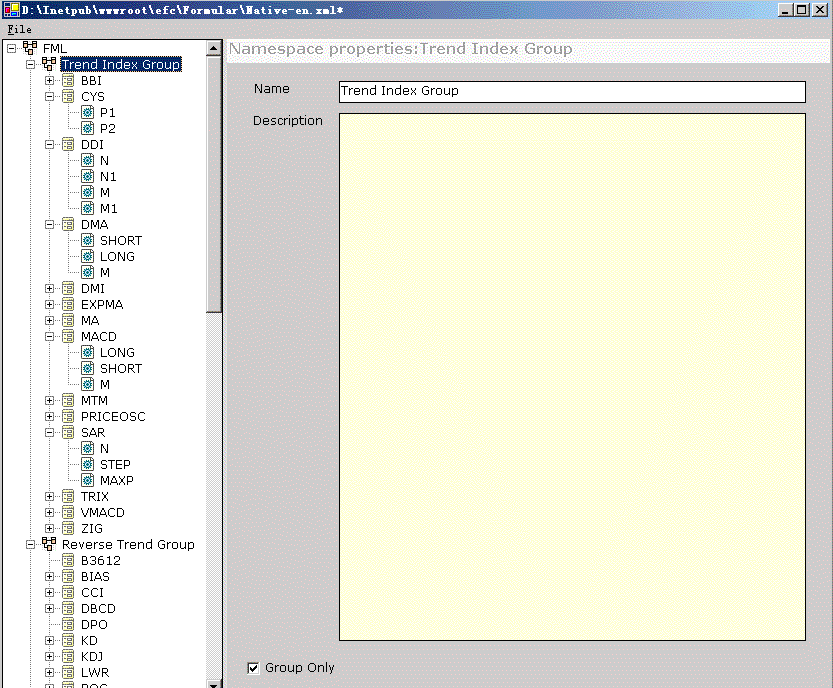 D:\Inetpub\wwwroot\efc\Formular\Native-en.xml*
File
FML
Trend Index Group
BBI
CYS
P1
P2
DDI
N
N1
M
M1
DMA
SHORT
LONG
M
DMI
EXPMA
MA
MACD
LONG
SHORT
M
MTM
PRICEOSC
SAR
N
STEP
MAXP
TRIX
VMACD
ZIG
Reverse Trend Group
B3612
BIAS
CCI
DBCD
DPO
KD
KDJ
LWR
Namespace properties:Trend Index Group
Name
Trend Index Group
Description
Group Only